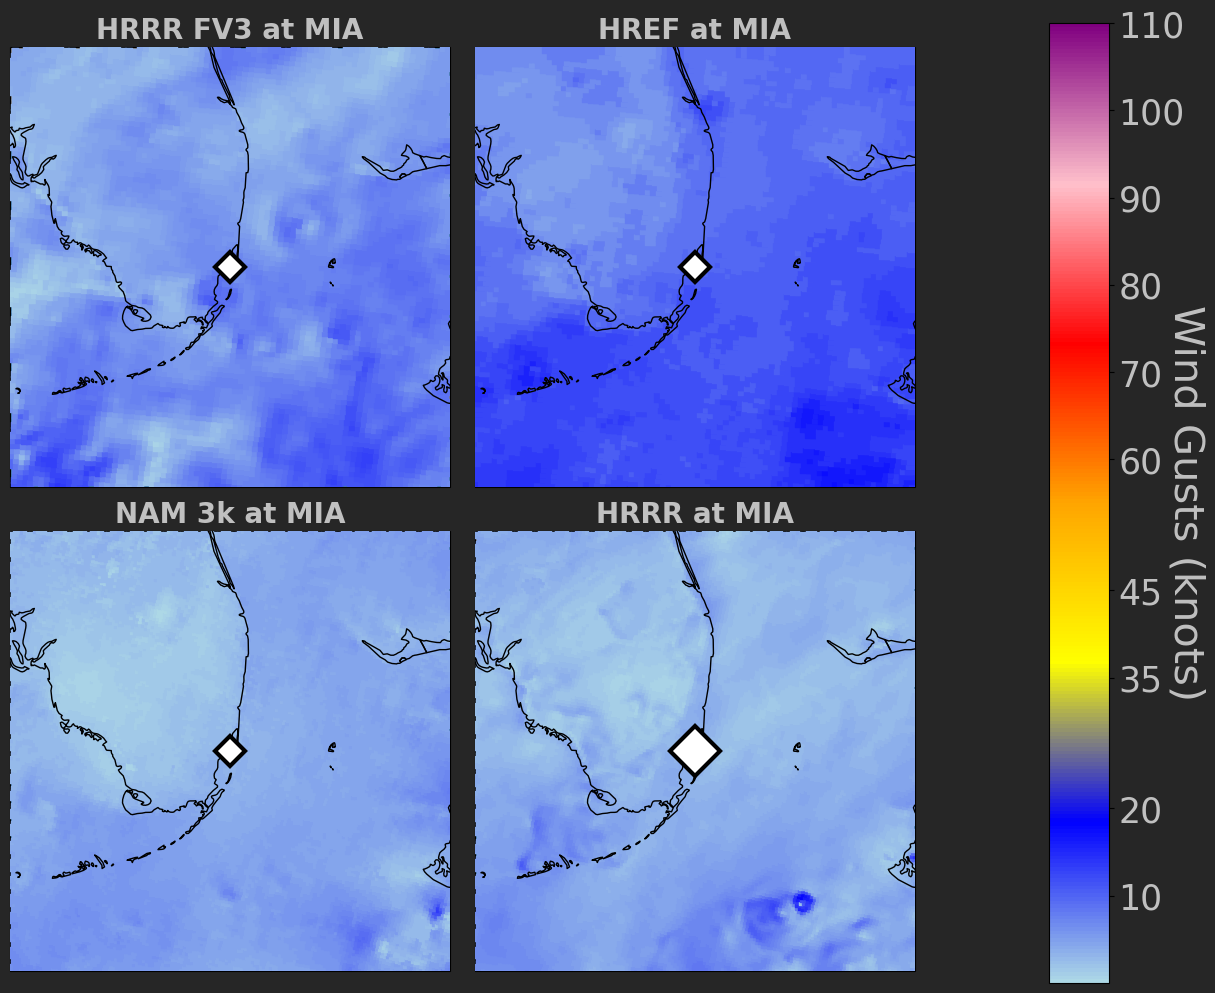 HRRR FV3 at MIA
HREF at MIA
NAM 3k at MIA
HRRR at MIA
110
100
90
80
70
60
45
35
20
10
Wind Gusts (knots)